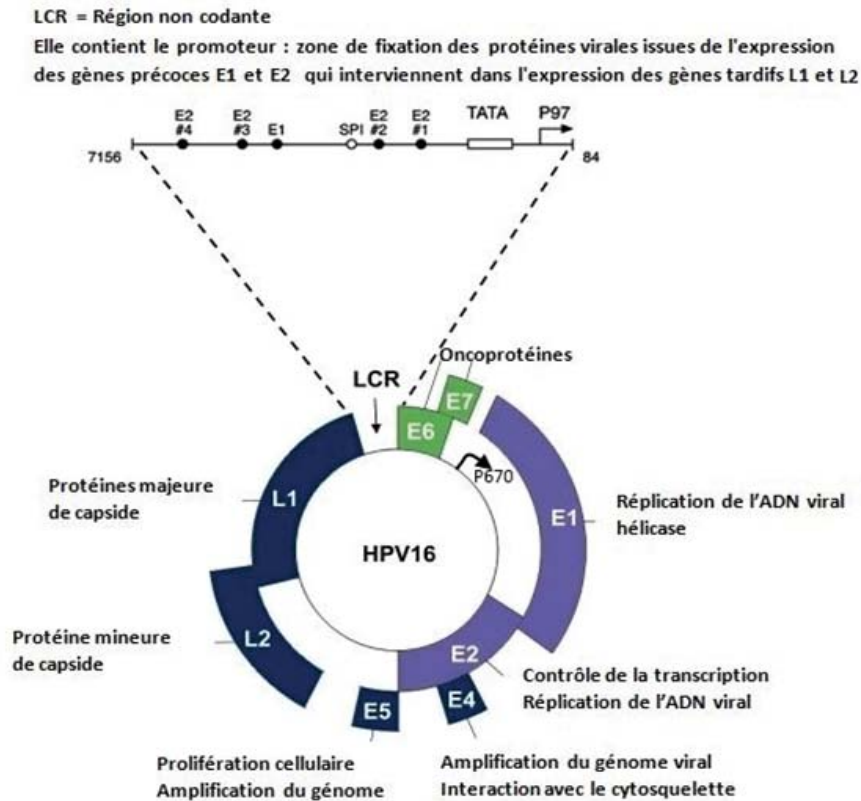 LCR = Région non codante
Elle contient le promoteur : zone de fixation des protéines virales issues de l'expression
des gènes précoces E1 et E2 qui interviennent dans l'expression des gènes tardifs L1 et L2
E2 #4
E2 #3
E1
SPI
E2 #2
E2 #1
TATA
P97
7156
84
Oncoprotéines
LCR
E7
E6
P670
Protéines majeure
de capside
L1
E1
Réplication de l'ADN viral
hélicase
HPV16
Protéine mineure
de capside
L2
E2
Contrôle de la transcription
Réplication de l'ADN viral
E5
E4
Prolifération cellulaire
Amplification du génome
Amplification du génome viral
Interaction avec le cytosquelette